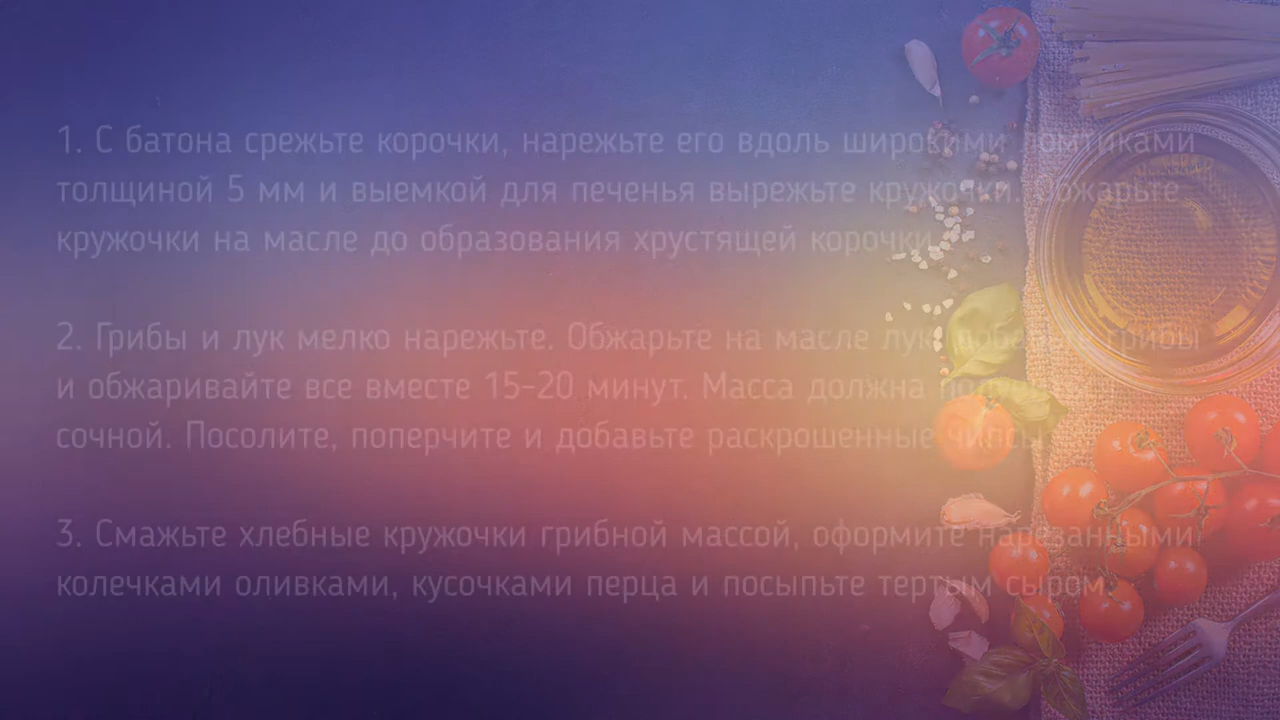 1. С батона срежьте корочки, нарежьте его вдоль широкими ломтиками
толщиной 5 мм и выемкой для печенья вырежьте кружочки. Обжарьте
кружочки на масле до образования хрустящей корочки.
2. Грибы и лук мелко нарежьте. Обжарьте на масле лук, добавьте грибы
и обжаривайте все вместе 15-20 минут. Масса должна
сочной. Посолите, поперчите и добавьте раскрошенные чипсы.
3. Смажьте хлебные кружочки грибной массой, оформите нарезанными
колечками оливками, кусочками перца и посыпьте тертым сыром.